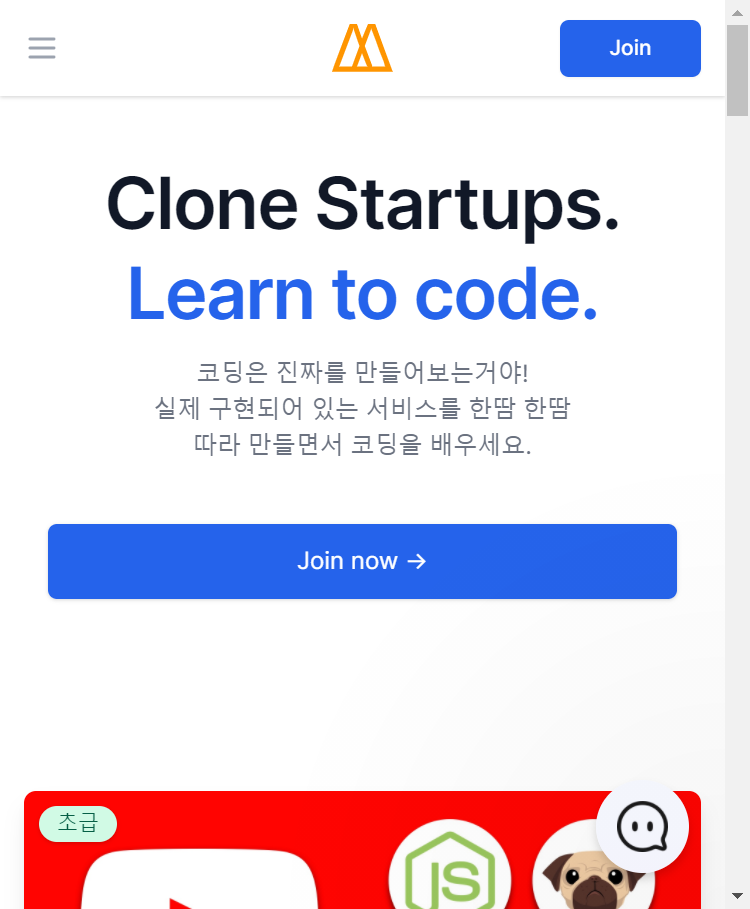 Join
Clone Startups.
Learn to code.
코딩은 진짜를 만들어보는거야!
실제 구현되어 있는 서비스를 한땀 한땀
따라 만들면서 코딩을 배우세요.
Join now →
초급
JS